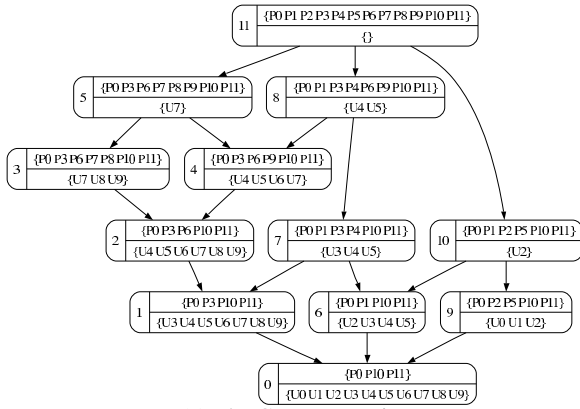 11 {P0 P1 P2 P3 P4 P5 P6 P7 P8 P9 P10 P11}
{}
5 {P0 P3 P6 P7 P8 P9 P10 P11}
{U7}
8 {P0 P1 P3 P4 P6 P9 P10 P11}
{U4 U5}
3 {P0 P3 P6 P7 P8 P10 P11}
{U7 U8 U9}
4 {P0 P3 P6 P9 P10 P11}
{U4 U5 U6 U7}
2 {P0 P3 P6 P10 P11}
{U4 U5 U6 U7 U8 U9}
7 {P0 P1 P3 P4 P10 P11}
{U3 U4 U5}
10 {P0 P1 P2 P5 P10 P11}
{U2}
1 {P0 P3 P10 P11}
{U3 U4 U5 U6 U7 U8 U9}
6 {P0 P1 P10 P11}
{U2 U3 U4 U5}
9 {P0 P2 P5 P10 P11}
{U0 U1 U2}
0 {P0 P10 P11}
{U0 U1 U2 U3 U4 U5 U6 U7 U8 U9}